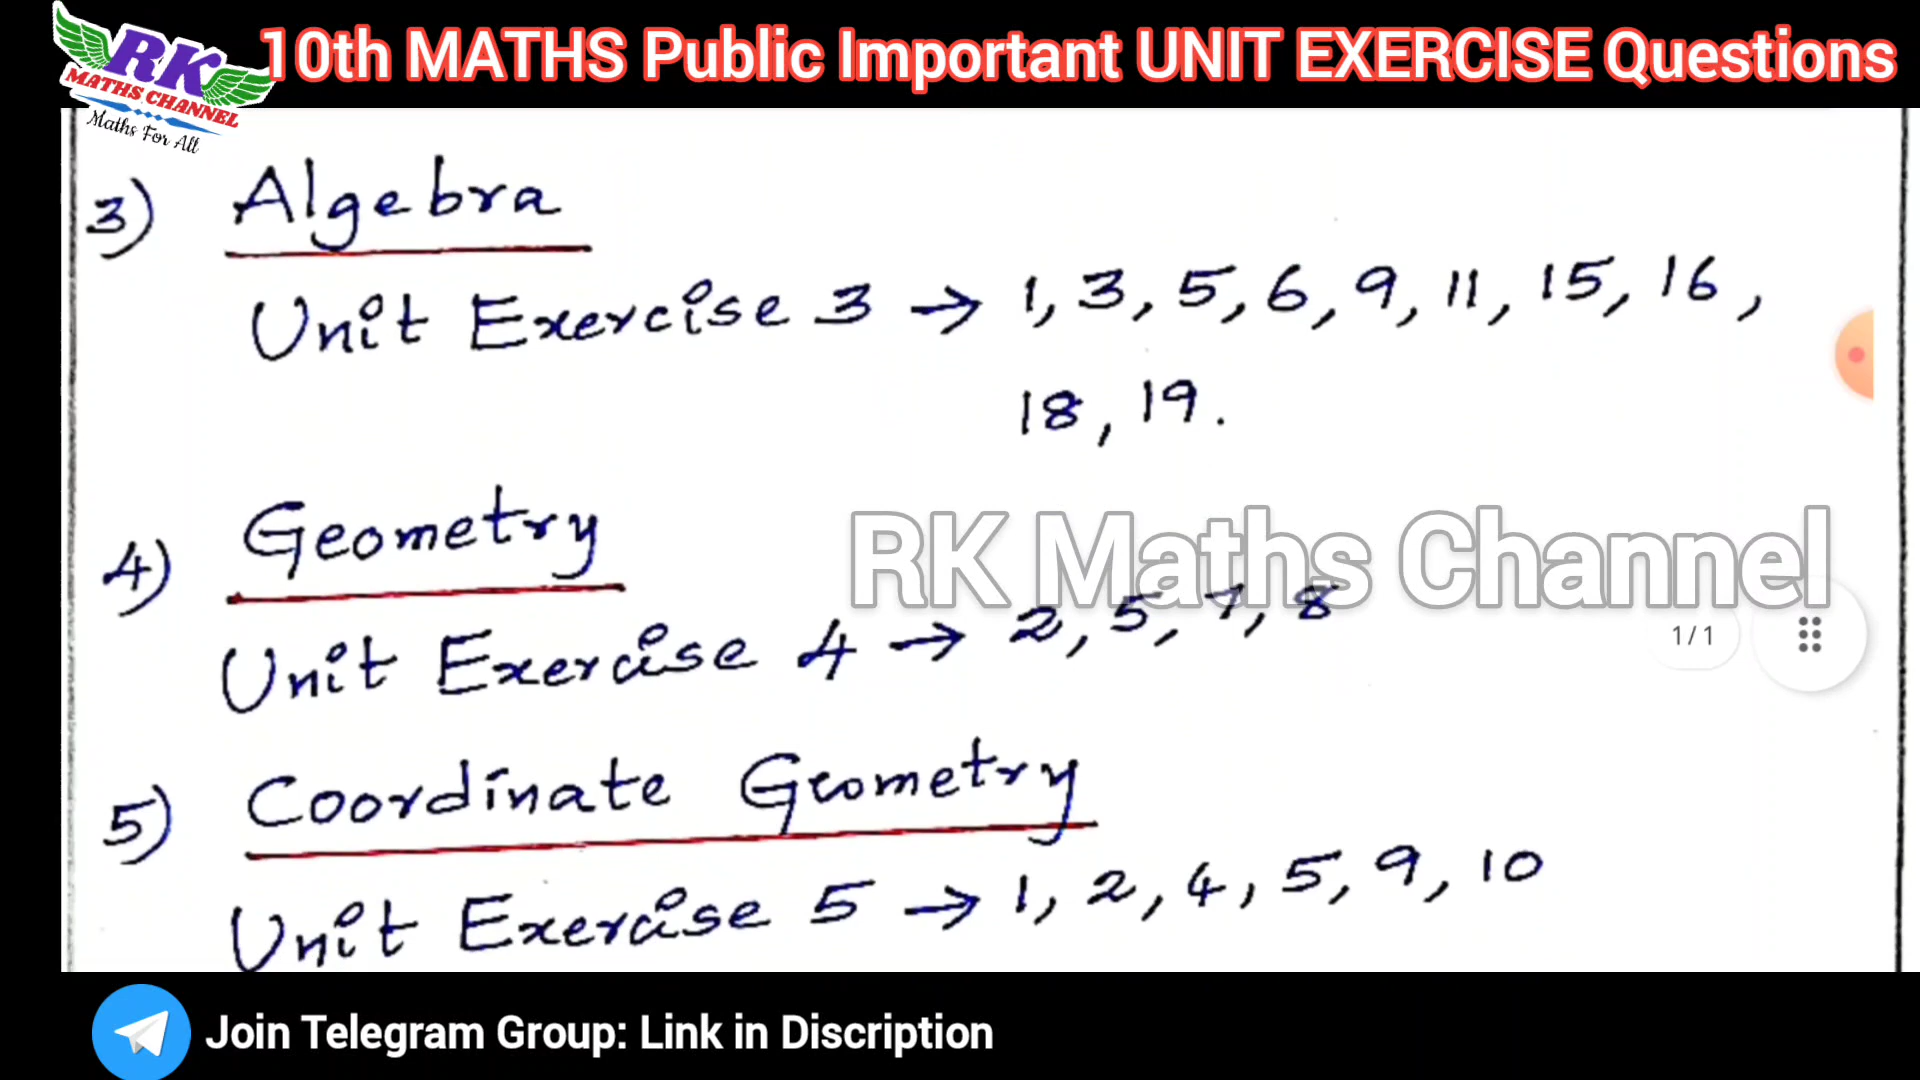 RK
MATHS CHANNEL
Maths For All
10th MATHS Public Important UNIT EXERCISE Questions
3) Algebra
Unit Exercise 3 → 1, 3, 5, 6, 9, 11, 15, 16,
18, 19.
4) Geometry
RK Maths Channel
Unit Exercise 4 → 2, 5, 7, 8
1/1
5) Coordinate Geometry
Unit Exercise 5 → 1, 2, 4, 5, 9, 10
Join Telegram Group: Link in Discription